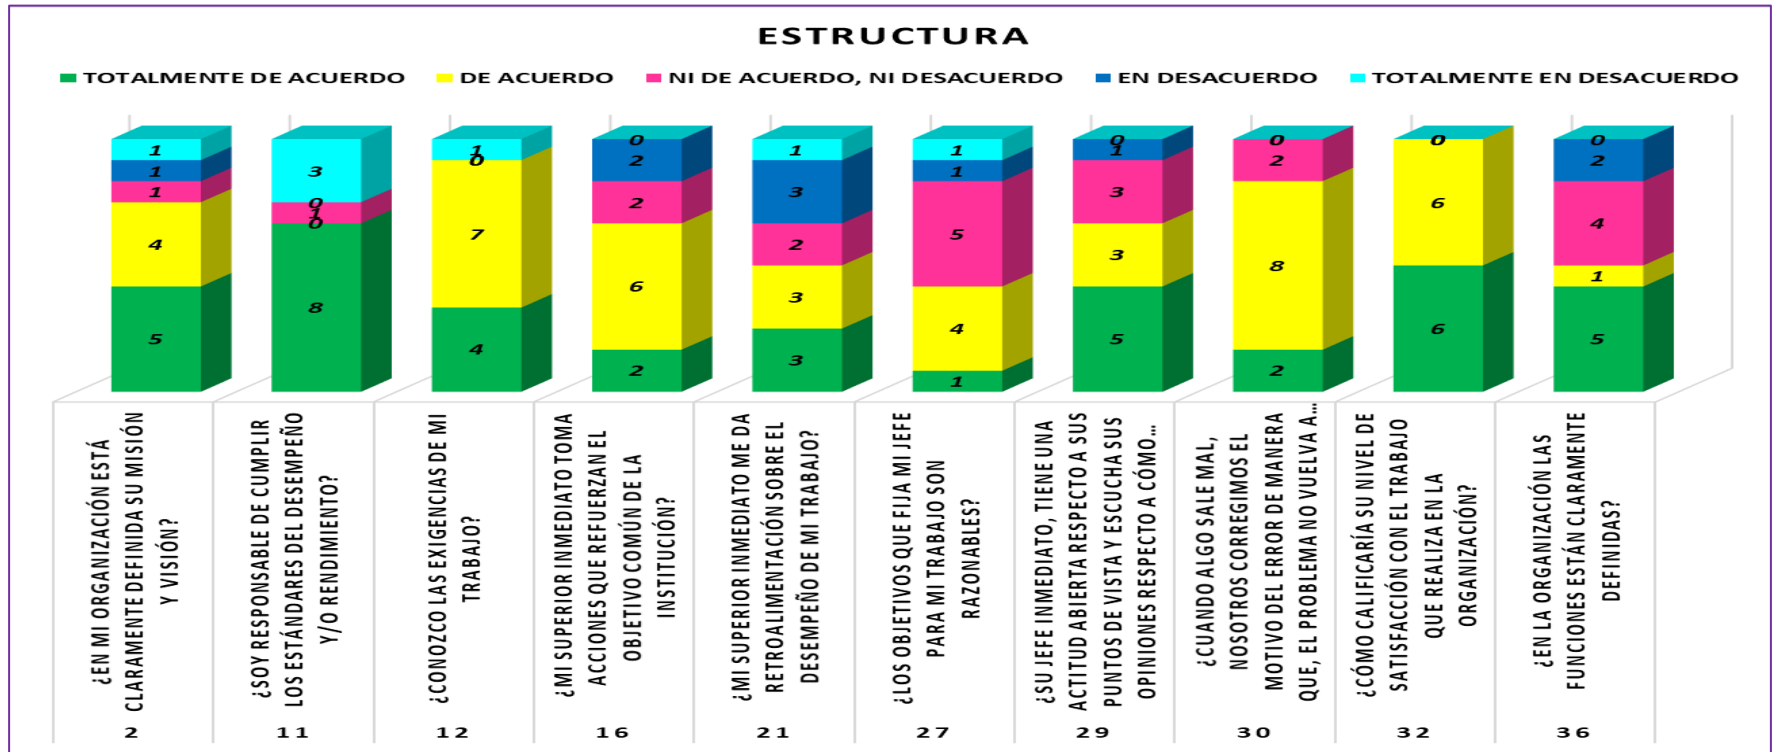 ESTRUCTURA
TOTALMENTE DE ACUERDO
DE ACUERDO
NI DE ACUERDO, NI DESACUERDO
EN DESACUERDO
TOTALMENTE EN DESACUERDO
1
1
1
4
5
3
0
1
0
8
1
0
7
4
0
2
2
6
2
1
3
2
3
3
1
1
5
4
1
0
1
3
3
5
0
2
8
2
0
6
6
0
2
4
1
5
¿EN MI ORGANIZACIÓN ESTÁ
CLARAMENTE DEFINIDA SU MISIÓN
Y VISIÓN?
¿SOY RESPONSABLE DE CUMPLIR
LOS ESTÁNDARES DEL DESEMPEÑO
Y/O RENDIMIENTO?
¿CONOZCO LAS EXIGENCIAS DE MI
TRABAJO?
¿MI SUPERIOR INMEDIATO TOMA
ACCIONES QUE REFUERZAN EL
OBJETIVO COMÚN DE LA
INSTITUCIÓN?
¿MI SUPERIOR INMEDIATO ME DA
RETROALIMENTACIÓN SOBRE EL
DESEMPEÑO DE MI TRABAJO?
¿LOS OBJETIVOS QUE FIJA MI JEFE
PARA MI TRABAJO SON
RAZONABLES?
¿SU JEFE INMEDIATO, TIENE UNA
ACTITUD ABIERTA RESPECTO A SUS
PUNTOS DE VISTA Y ESCUCHA SUS
OPINIONES RESPECTO A CÓMO…
¿CUANDO ALGO SALE MAL,
NOSOTROS CORREGIMOS EL
MOTIVO DEL ERROR DE MANERA
QUE, EL PROBLEMA NO VUELVA A…
¿CÓMO CALIFICARÍA SU NIVEL DE
SATISFACCIÓN CON EL TRABAJO
QUE REALIZA EN LA
ORGANIZACIÓN?
¿EN LA ORGANIZACIÓN LAS
FUNCIONES ESTÁN CLARAMENTE
DEFINIDAS?
2
11
12
16
21
27
29
30
32
36